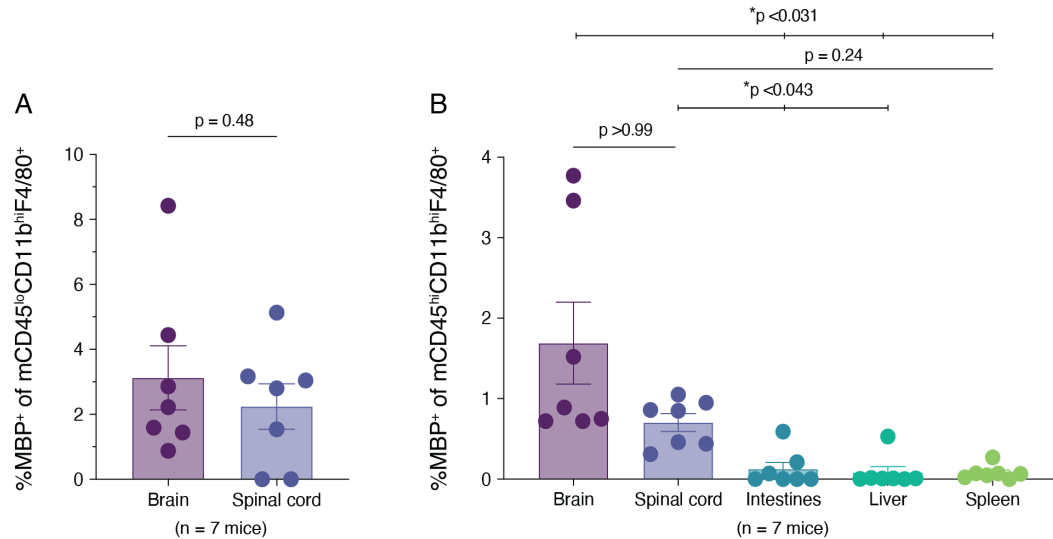 A
p = 0.48
%MBP⁺ of mCD45ˡᵒCD11bʰⁱF4/80⁺
10
8
6
4
2
0
Brain
Spinal cord
(n = 7 mice)
B
*p <0.031
p = 0.24
*p <0.043
p >0.99
%MBP⁺ of mCD45ʰⁱCD11bʰⁱF4/80⁺
4
3
2
1
0
Brain
Spinal cord
Intestines
Liver
Spleen
(n = 7 mice)